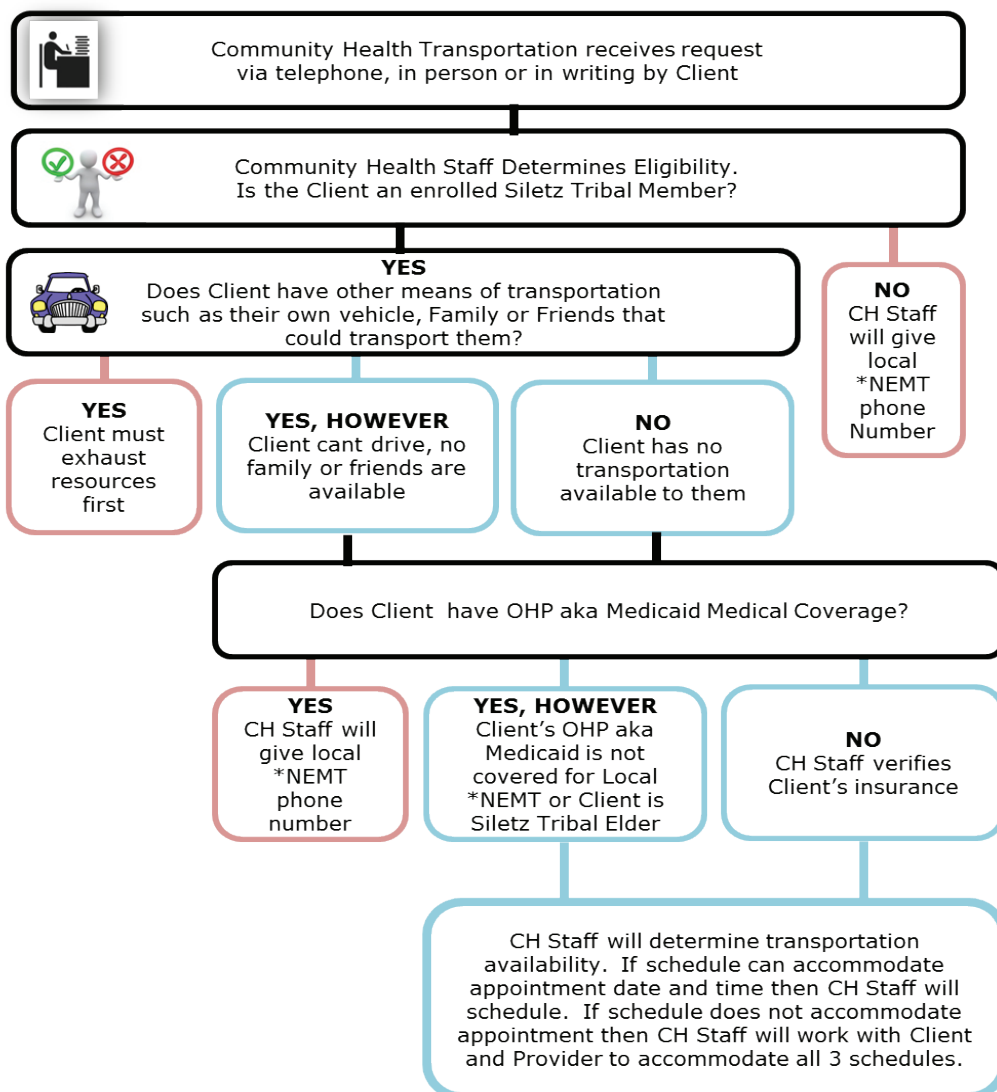 Community Health Transportation receives request
via telephone, in person or in writing by Client
Community Health Staff Determines Eligibility.
Is the Client an enrolled Siletz Tribal Member?
YES
Does Client have other means of transportation
such as their own vehicle, Family or Friends that
could transport them?
NO
CH Staff
will give
local
*NEMT
phone
Number
YES
Client must
exhaust
resources
first
YES, HOWEVER
Client cant drive, no
family or friends are
available
NO
Client has no
transportation
available to them
Does Client have OHP aka Medicaid Medical Coverage?
YES
CH Staff will
give local
*NEMT
phone
number
YES, HOWEVER
Client’s OHP aka
Medicaid is not
covered for Local
*NEMT or Client is
Siletz Tribal Elder
NO
CH Staff verifies
Client’s insurance
CH Staff will determine transportation
availability. If schedule can accommodate
appointment date and time then CH Staff will
schedule. If schedule does not accommodate
appointment then CH Staff will work with Client
and Provider to accommodate all 3 schedules.